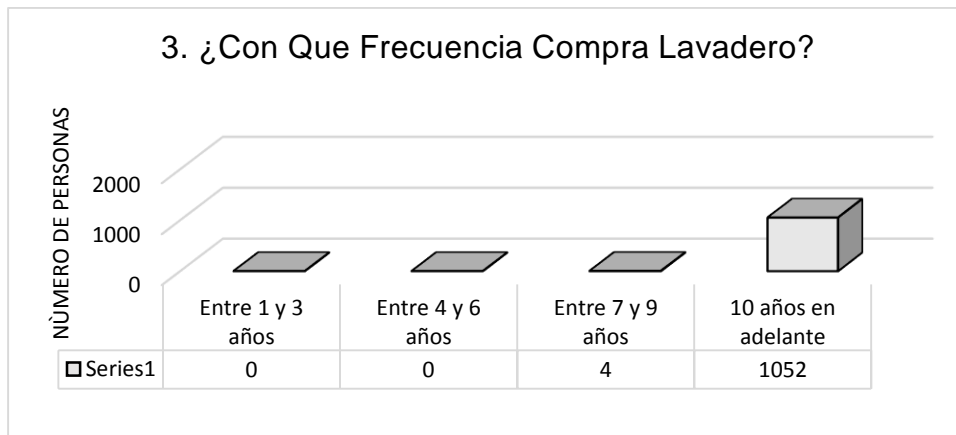 3. ¿Con Que Frecuencia Compra Lavadero?
NÙMERO DE PERSONAS
2000
1000
0
Entre 1 y 3 años
Entre 4 y 6 años
Entre 7 y 9 años
10 años en adelante
Series1 0 0 4 1052